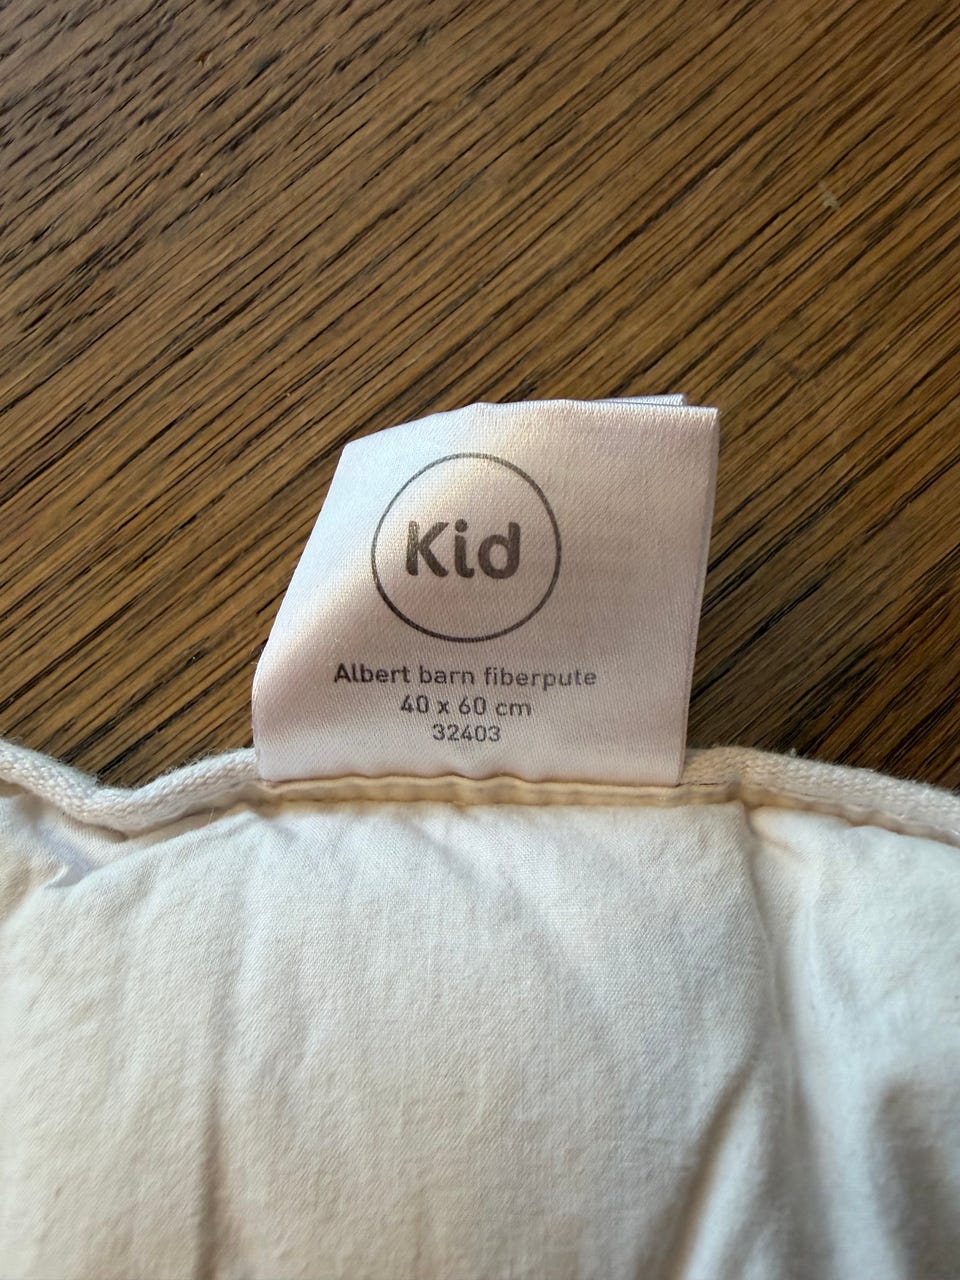 Kid
Albert barn fiberpute
40 x 60 cm
32403